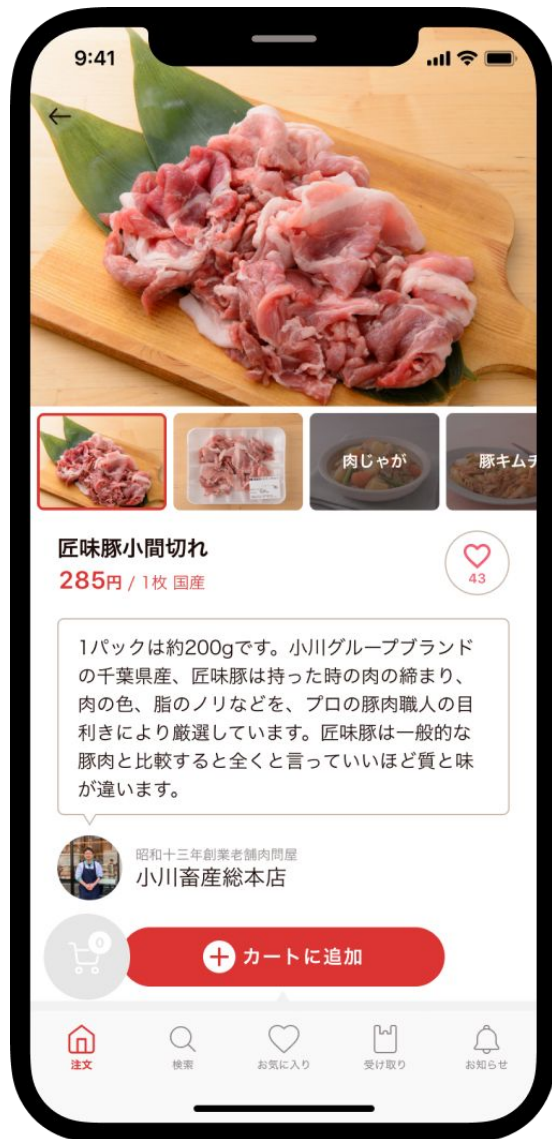 9:41
肉じゃが
豚キムチ
匠味豚小間切れ
285円 / 1枚 国産
43
1パックは約200gです。小川グループブランド
の千葉県産、匠味豚は持った時の肉の締まり、
肉の色、脂のノリなどを、プロの豚肉職人の目
利きにより厳選しています。匠味豚は一般的な
豚肉と比較すると全くと言っていいほど質と味
が違います。
昭和十三年創業老舗肉問屋
小川畜産総本店
0
カートに追加
注文
検索
お気に入り
受け取り
お知らせ